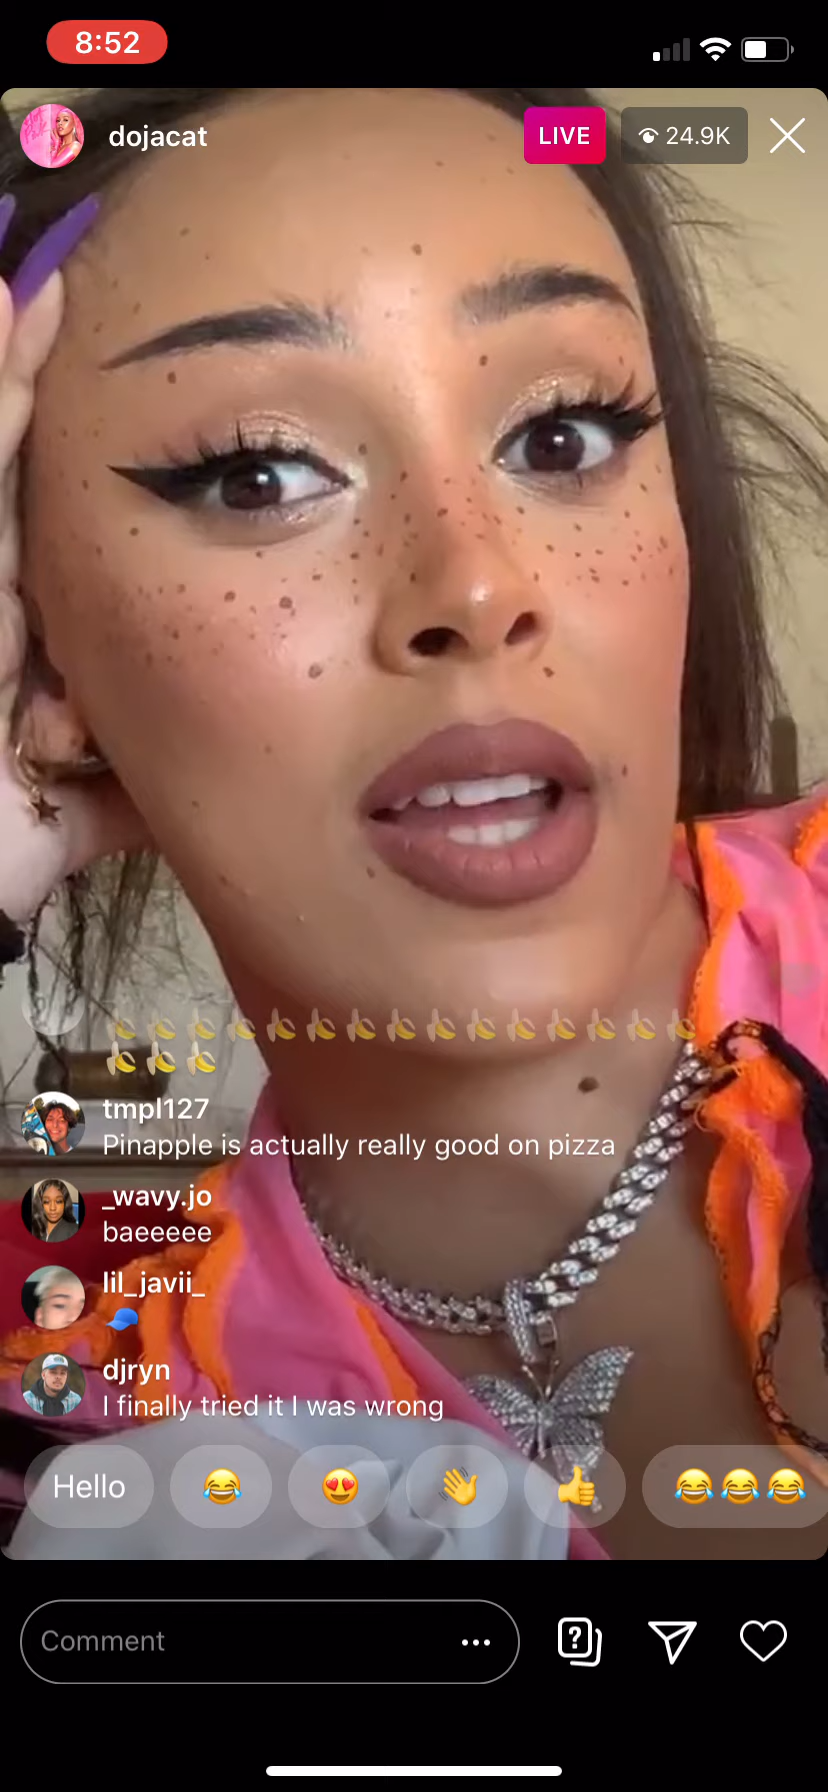 8:52
dojacat
LIVE
24.9K
tmpl127
Pinapple is actually really good on pizza
_wavy.jo
baeeeee
lil_javii_
djryn
I finally tried it I was wrong
Hello
Comment
?